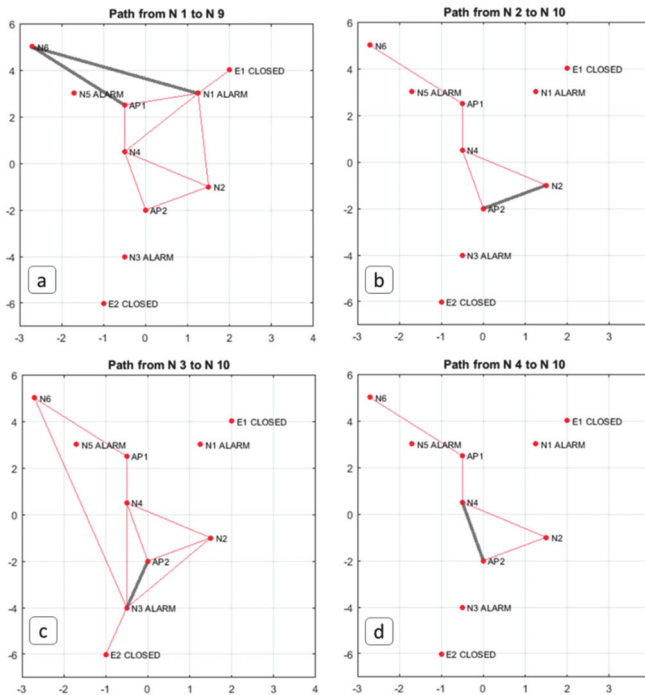 Path from N 1 to N 9
6
4
2
0
-2
-4
-6
N6
E1 CLOSED
N5 ALARM
N1 ALARM
AP1
N4
N2
AP2
N3 ALARM
E2 CLOSED
a
-3 -2 -1 0 1 2 3 4
Path from N 2 to N 10
6
4
2
0
-2
-4
-6
N6
E1 CLOSED
N5 ALARM
N1 ALARM
AP1
N4
N2
AP2
N3 ALARM
E2 CLOSED
b
-3 -2 -1 0 1 2 3 4
Path from N 3 to N 10
6
4
2
0
-2
-4
-6
N6
E1 CLOSED
N5 ALARM
N1 ALARM
AP1
N4
N2
AP2
N3 ALARM
E2 CLOSED
c
-3 -2 -1 0 1 2 3 4
Path from N 4 to N 10
6
4
2
0
-2
-4
-6
N6
E1 CLOSED
N5 ALARM
N1 ALARM
AP1
N4
N2
AP2
N3 ALARM
E2 CLOSED
d
-3 -2 -1 0 1 2 3 4